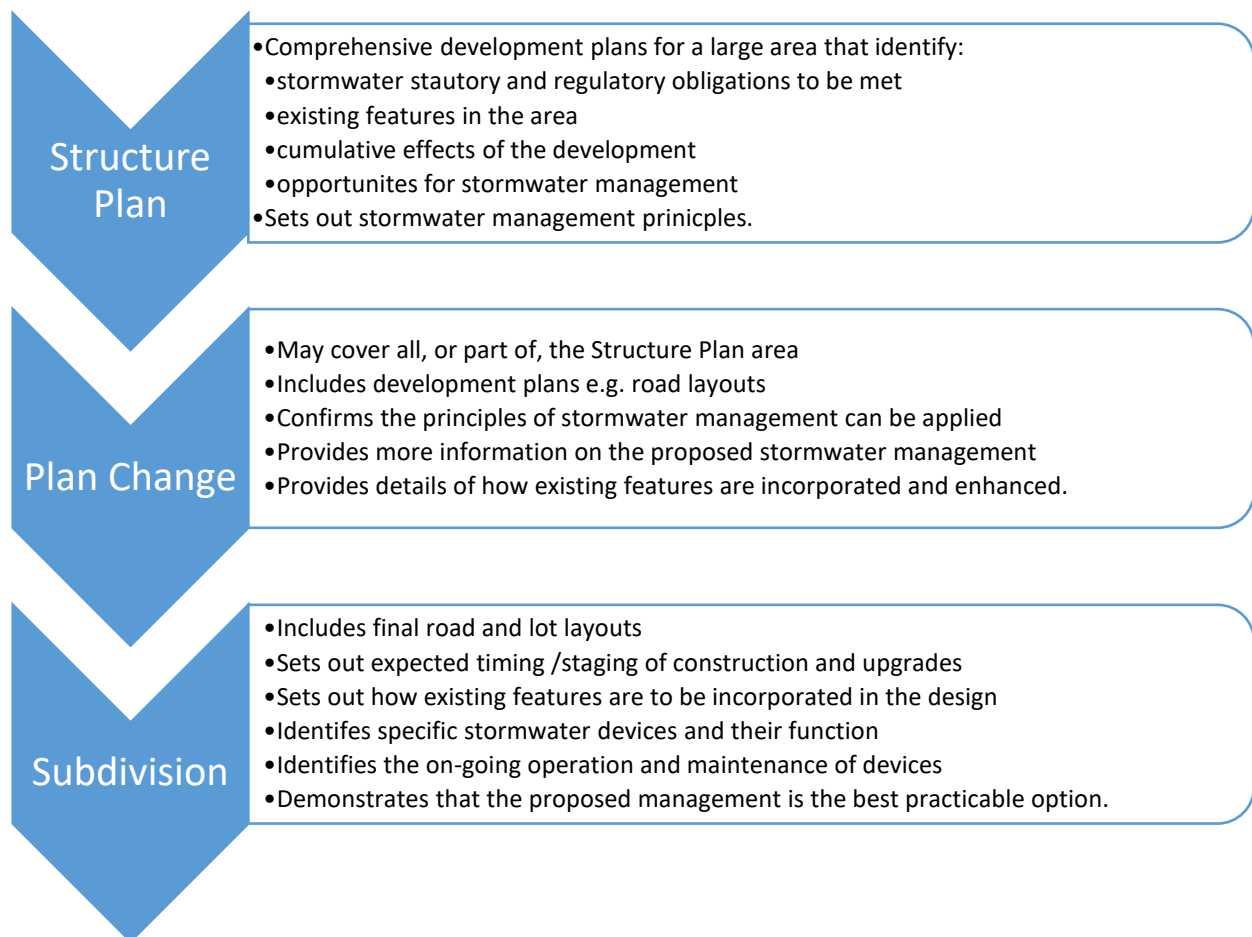 Structure
Plan
•Comprehensive development plans for a large area that identify:
•stormwater stautory and regulatory obligations to be met
•existing features in the area
•cumulative effects of the development
•opportunites for stormwater management
•Sets out stormwater management prinicples.
Plan Change
•May cover all, or part of, the Structure Plan area
•Includes development plans e.g. road layouts
•Confirms the principles of stormwater management can be applied
•Provides more information on the proposed stormwater management
•Provides details of how existing features are incorporated and enhanced.
Subdivision
•Includes final road and lot layouts
•Sets out expected timing /staging of construction and upgrades
•Sets out how existing features are to be incorporated in the design
•Identifes specific stormwater devices and their function
•Identifies the on-going operation and maintenance of devices
•Demonstrates that the proposed management is the best practicable option.